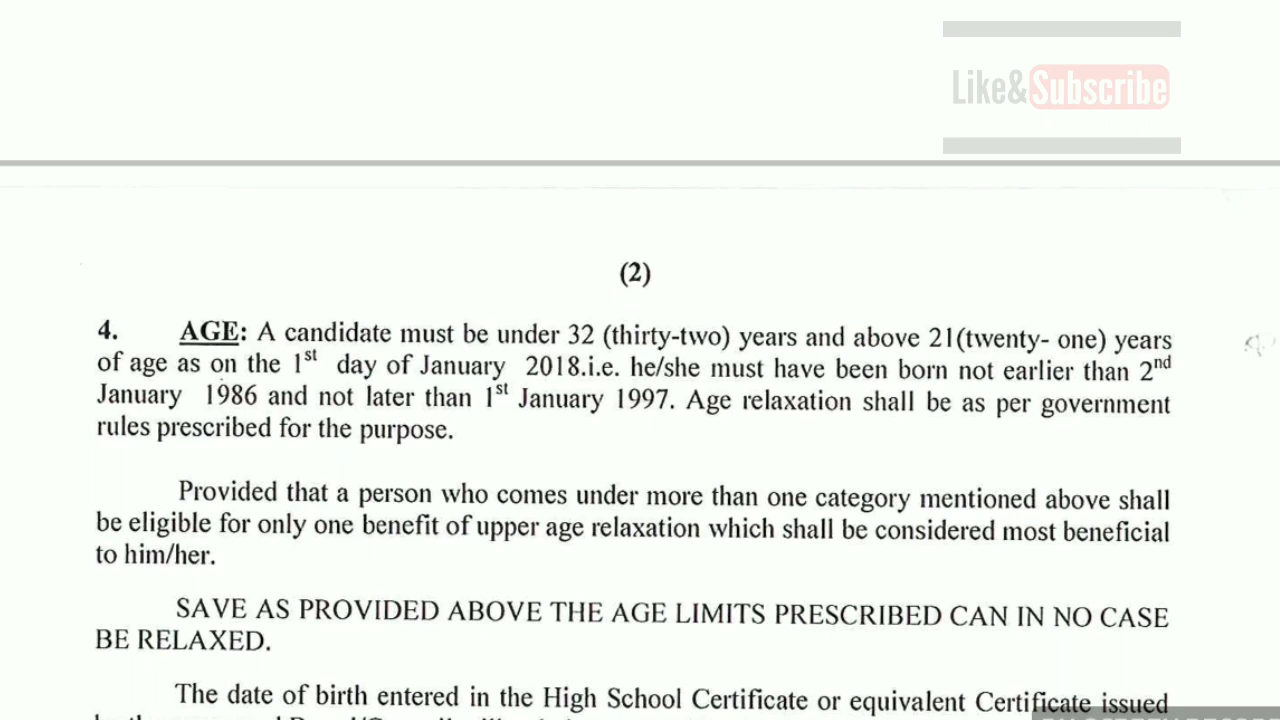 Like& Subscribe
(2)
4. AGE: A candidate must be under 32 (thirty-two) years and above 21(twenty- one) years
of age as on the 1st day of January 2018.i.e. he/she must have been born not earlier than 2nd
January 1986 and not later than 1st January 1997. Age relaxation shall be as per government
rules prescribed for the purpose.
Provided that a person who comes under more than one category mentioned above shall
be eligible for only one benefit of upper age relaxation which shall be considered most beneficial
to him/her.
SAVE AS PROVIDED ABOVE THE AGE LIMITS PRESCRIBED CAN IN NO CASE
BE RELAXED.
The date of birth entered in the High School Certificate or equivalent Certificate issued